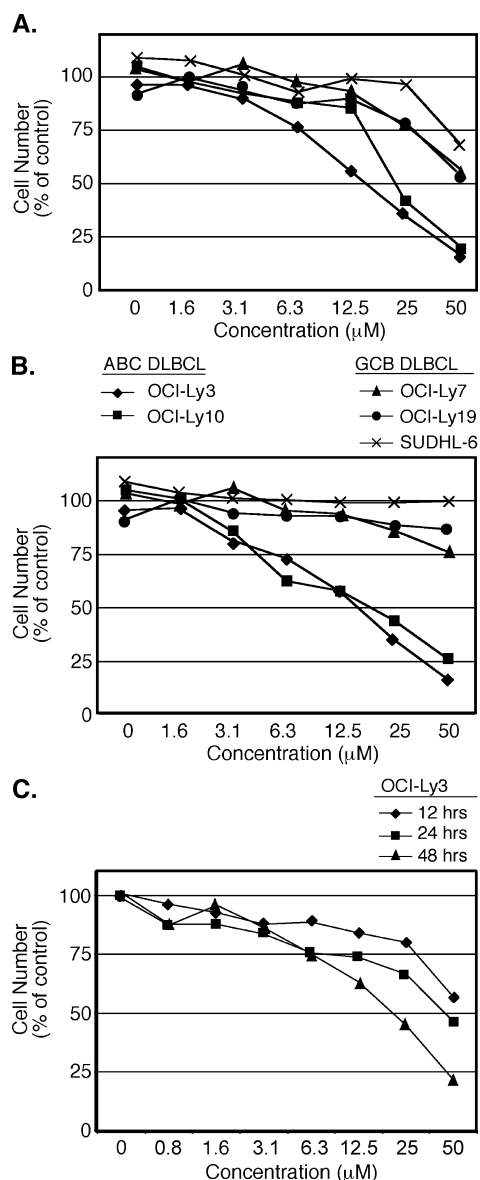 A.
100
75
50
25
0
Cell Number
(% of control)
0 1.6 3.1 6.3 12.5 25 50
Concentration (μM)
B.
ABC DLBCL
OCI-Ly3
OCI-Ly10
GCB DLBCL
OCI-Ly7
OCI-Ly19
SUDHL-6
100
75
50
25
0
Cell Number
(% of control)
0 1.6 3.1 6.3 12.5 25 50
Concentration (μM)
C.
OCI-Ly3
12 hrs
24 hrs
48 hrs
100
75
50
25
0
Cell Number
(% of control)
0 0.8 1.6 3.1 6.3 12.5 25 50
Concentration (μM)